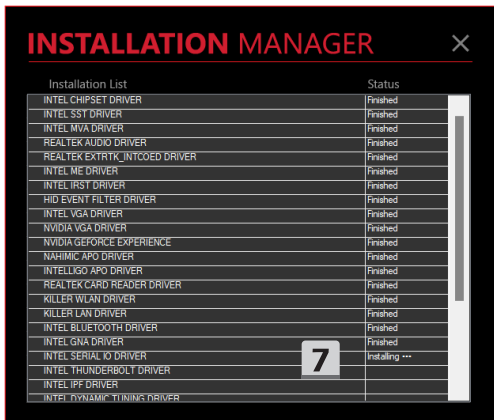 INSTALLATION MANAGER
Installation List Status
INTEL CHIPSET DRIVER Finished
INTEL SST DRIVER Finished
INTEL MVA DRIVER Finished
REALTEK AUDIO DRIVER Finished
REALTEK EXTRTK_INTCOED DRIVER Finished
INTEL ME DRIVER Finished
INTEL IRST DRIVER Finished
HID EVENT FILTER DRIVER Finished
INTEL VGA DRIVER Finished
NVIDIA VGA DRIVER Finished
NVIDIA GEFORCE EXPERIENCE Finished
NAHIMIC APO DRIVER Finished
INTELLIGO APO DRIVER Finished
REALTEK CARD READER DRIVER Finished
KILLER WLAN DRIVER Finished
KILLER LAN DRIVER Finished
INTEL BLUETOOTH DRIVER Finished
INTEL GNA DRIVER Finished
INTEL SERIAL IO DRIVER Installing ---
7
INTEL THUNDERBOLT DRIVER
INTEL IPF DRIVER
INTEL DYNAMIC TUNING DRIVER